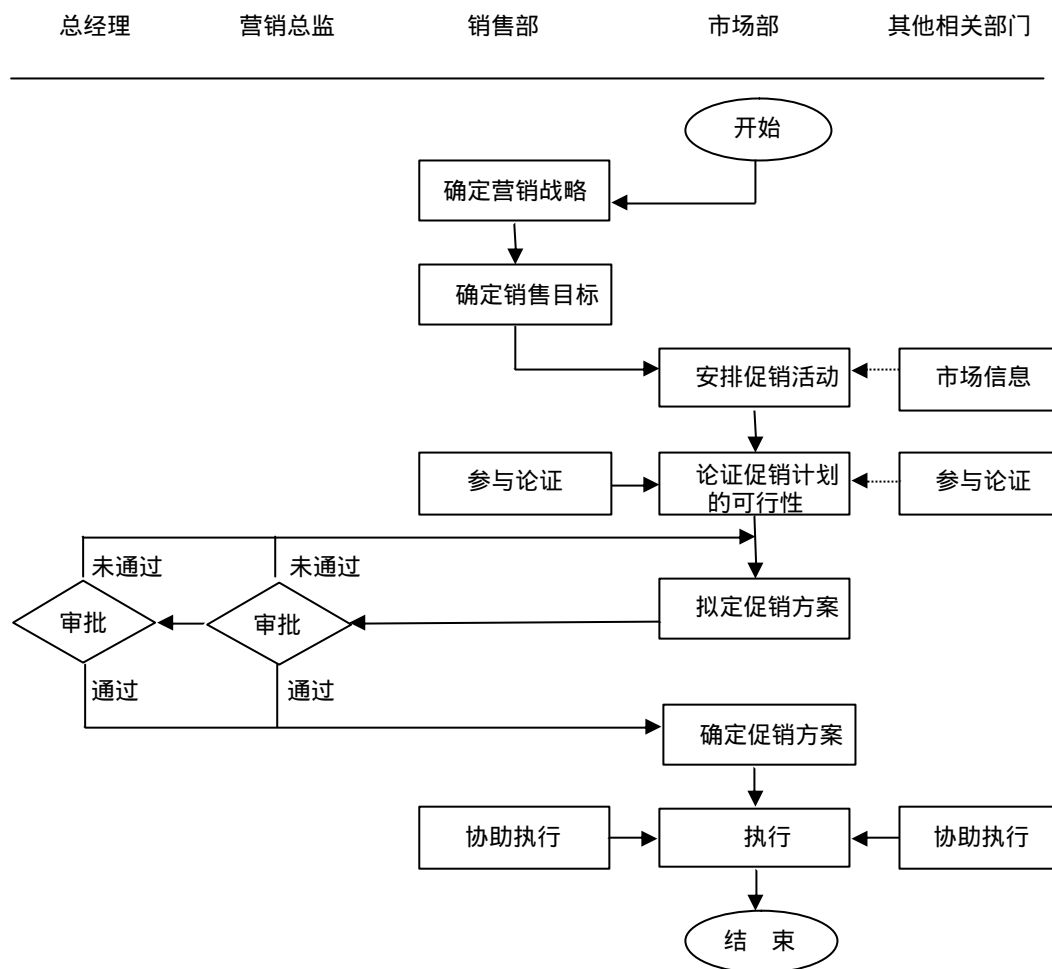 总经理 营销总监 销售部 市场部 其他相关部门
开始
确定营销战略
确定销售目标
安排促销活动 市场信息
参与论证 论证促销计划 参与论证
的可行性
未通过 未通过
审批 审批 拟定促销方案
通过 通过
确定促销方案
协助执行 执行 协助执行
结 束